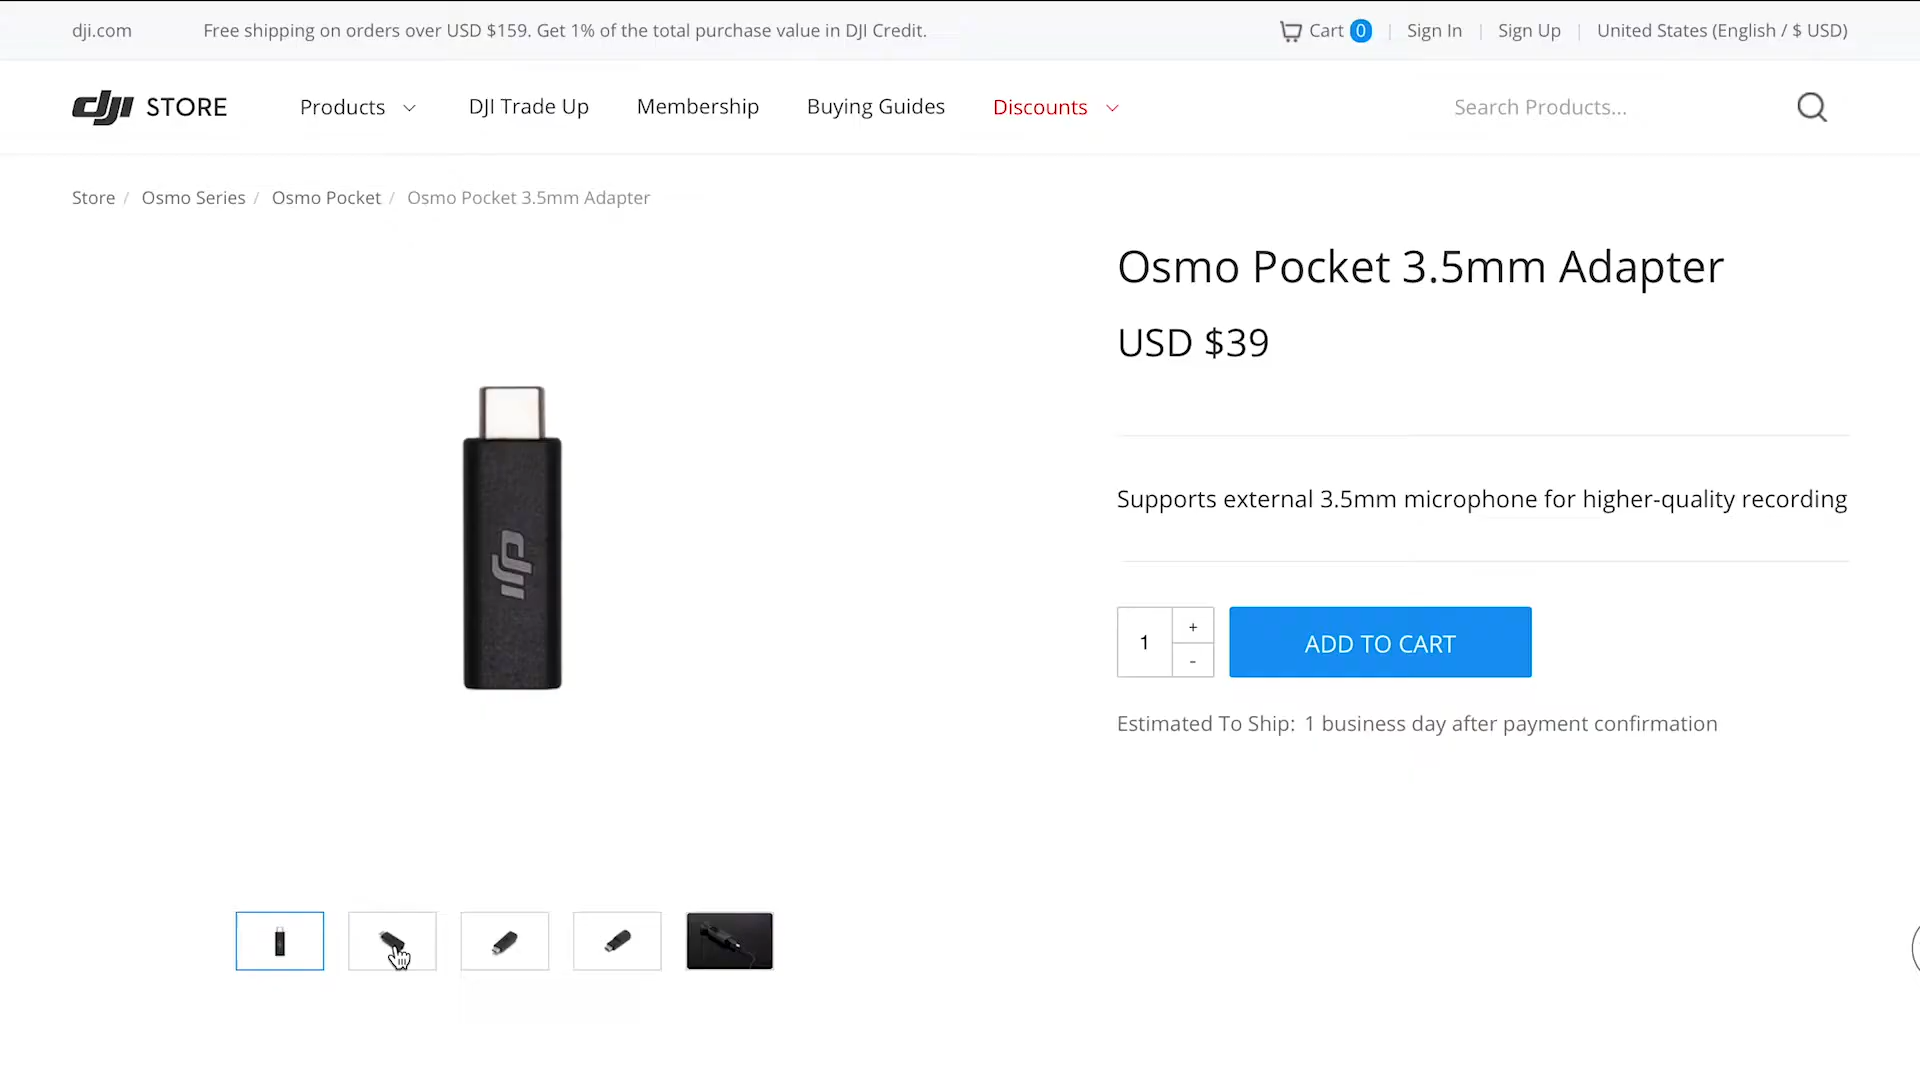 dji.com
Free shipping on orders over USD $159. Get 1% of the total purchase value in DJI Credit.
Cart 0
Sign In
Sign Up
United States (English / $ USD)
dji STORE
Products
DJI Trade Up
Membership
Buying Guides
Discounts
Search Products...
Store / Osmo Series / Osmo Pocket / Osmo Pocket 3.5mm Adapter
Osmo Pocket 3.5mm Adapter
USD $39
dji
Supports external 3.5mm microphone for higher-quality recording
1
+
-
ADD TO CART
Estimated To Ship: 1 business day after payment confirmation